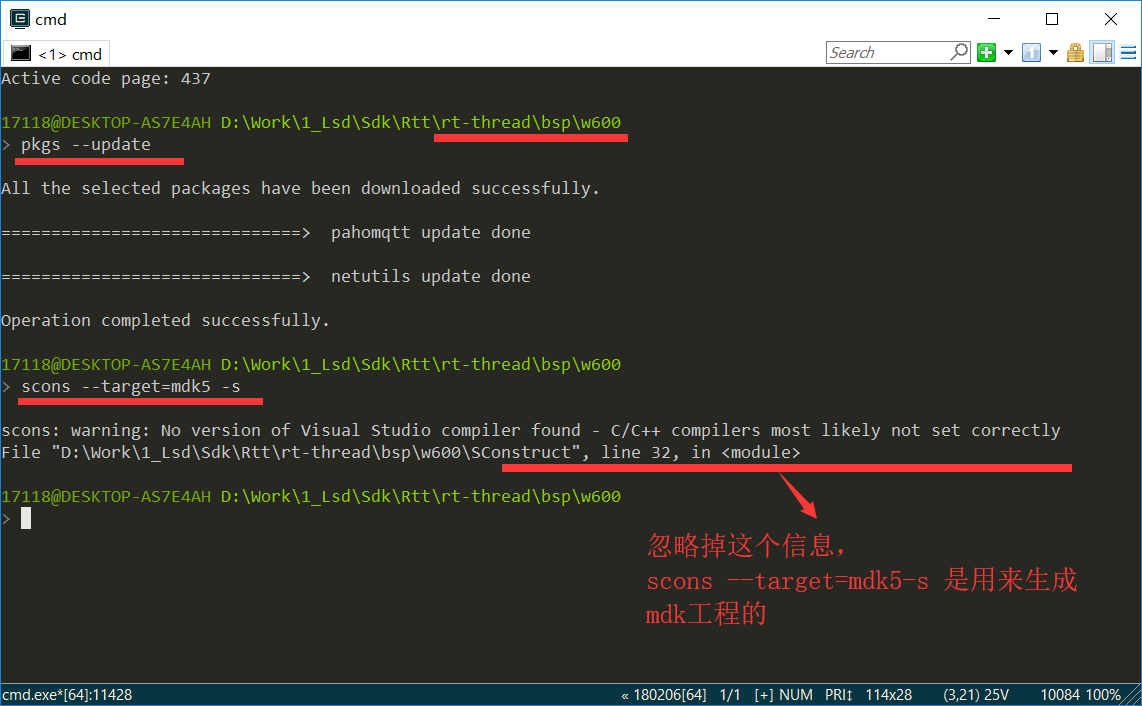 cmd
<1> cmd
Search
Active code page: 437
17118@DESKTOP-AS7E4AH D:\Work\1_Lsd\Sdk\Rtt\rt-thread\bsp\w600
> pkgs --update
All the selected packages have been downloaded successfully.
==============================>  pahomqtt update done
==============================>  netutils update done
Operation completed successfully.
17118@DESKTOP-AS7E4AH D:\Work\1_Lsd\Sdk\Rtt\rt-thread\bsp\w600
> scons --target=mdk5 -s
scons: warning: No version of Visual Studio compiler found - C/C++ compilers most likely not set correctly
File "D:\Work\1_Lsd\Sdk\Rtt\rt-thread\bsp\w600\SConstruct", line 32, in <module>
17118@DESKTOP-AS7E4AH D:\Work\1_Lsd\Sdk\Rtt\rt-thread\bsp\w600
>
忽略掉这个信息，
scons --target=mdk5-s 是用来生成
mdk工程的
cmd.exe*[64]:11428 « 180206[64] 1/1 [+] NUM PRI↕ 114x28 (3,21) 25V 10084 100%